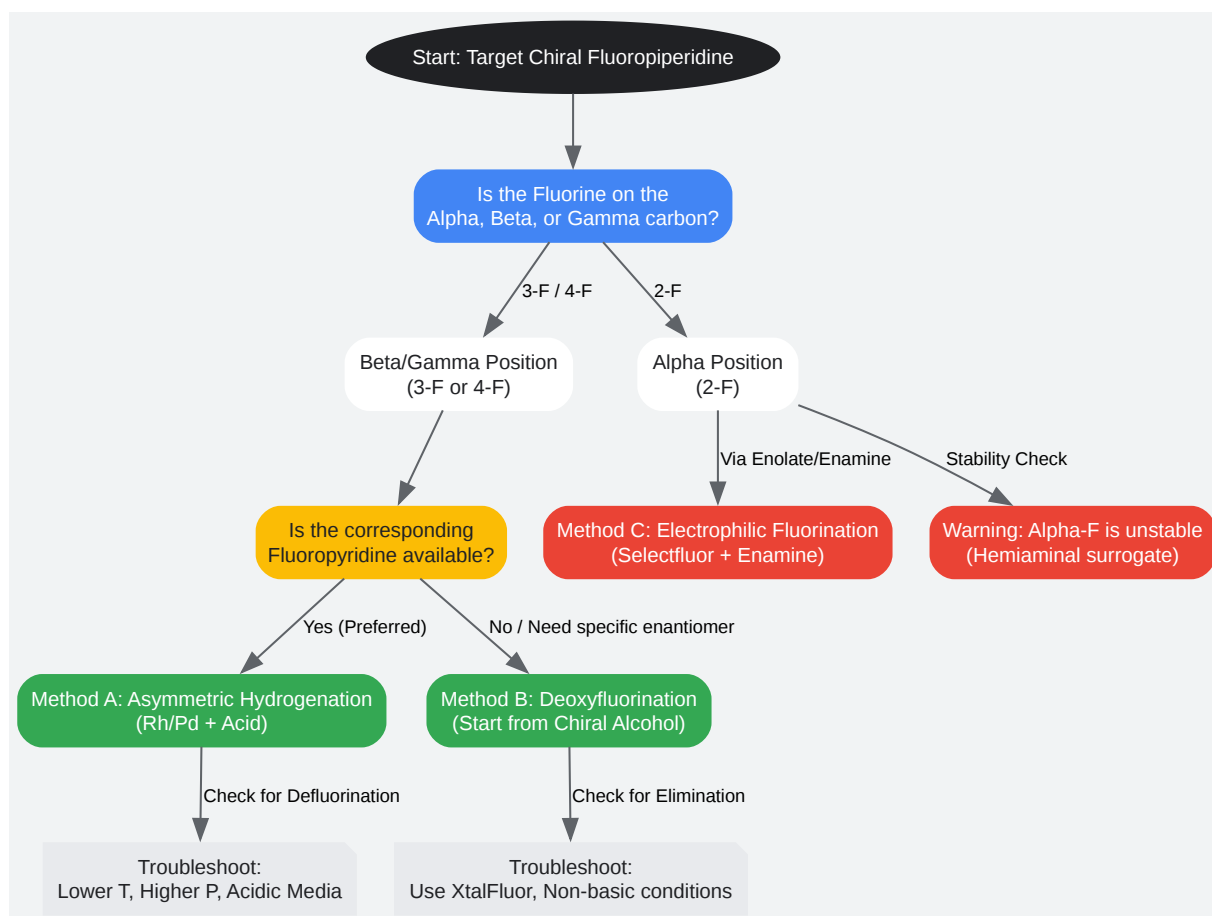 Start: Target Chiral Fluoropiperidine
Is the Fluorine on the
Alpha, Beta, or Gamma carbon?
3-F / 4-F
2-F
Beta/Gamma Position
(3-F or 4-F)
Alpha Position
(2-F)
Via Enolate/Enamine
Stability Check
Is the corresponding
Fluoropyridine available?
Method C: Electrophilic Fluorination
(Selectfluor + Enamine)
Warning: Alpha-F is unstable
(Hemiaminal surrogate)
Yes (Preferred)
No / Need specific enantiomer
Method A: Asymmetric Hydrogenation
(Rh/Pd + Acid)
Method B: Deoxyfluorination
(Start from Chiral Alcohol)
Check for Defluorination
Check for Elimination
Troubleshoot:
Lower T, Higher P, Acidic Media
Troubleshoot:
Use XtalFluor, Non-basic conditions